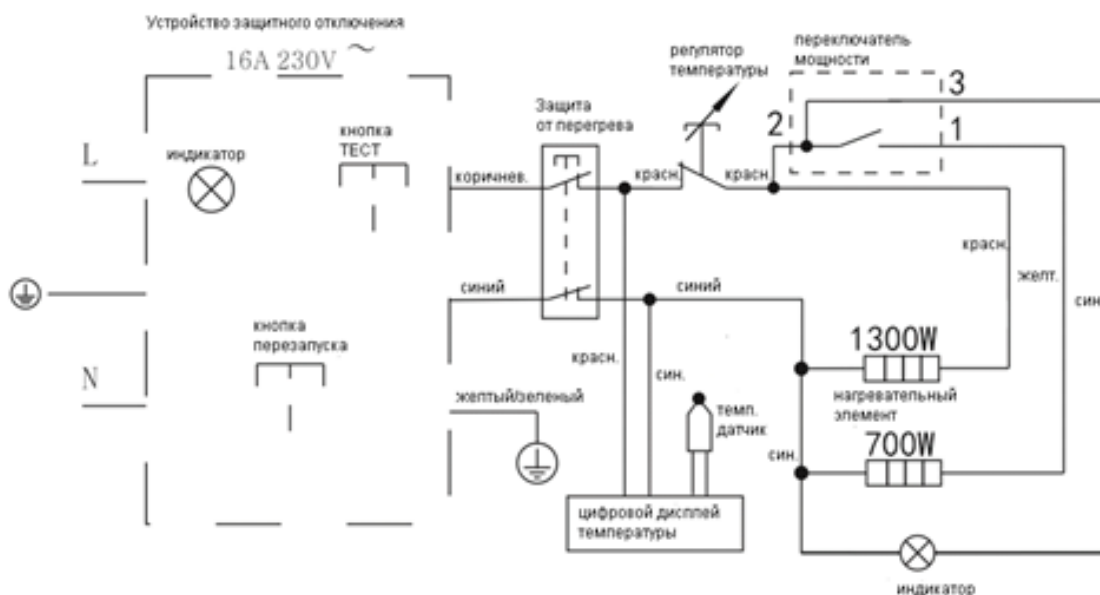 Устройство защитного отключения
16A 230V ~
регулятор
температуры
переключатель
мощности
Защита
от перегрева
3
2
1
кнопка
ТЕСТ
L
индикатор
коричнев.
красн.
красн.
красн.
желт.
син.
синий
синий
кнопка
перезапуска
1300W
N
красн.
син.
нагревательный
элемент
желтый/зеленый
темп.
датчик
700W
син.
цифровой дисплей
температуры
индикатор